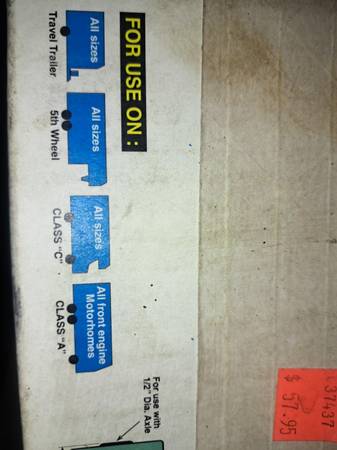 FOR USE ON:
All sizes
Travel Trailer
All sizes
5th Wheel
All sizes
CLASS "C"
All front engine
Motorhomes
CLASS "A"
For use with
1/2" Dia. Axle
37437
$ 57.95